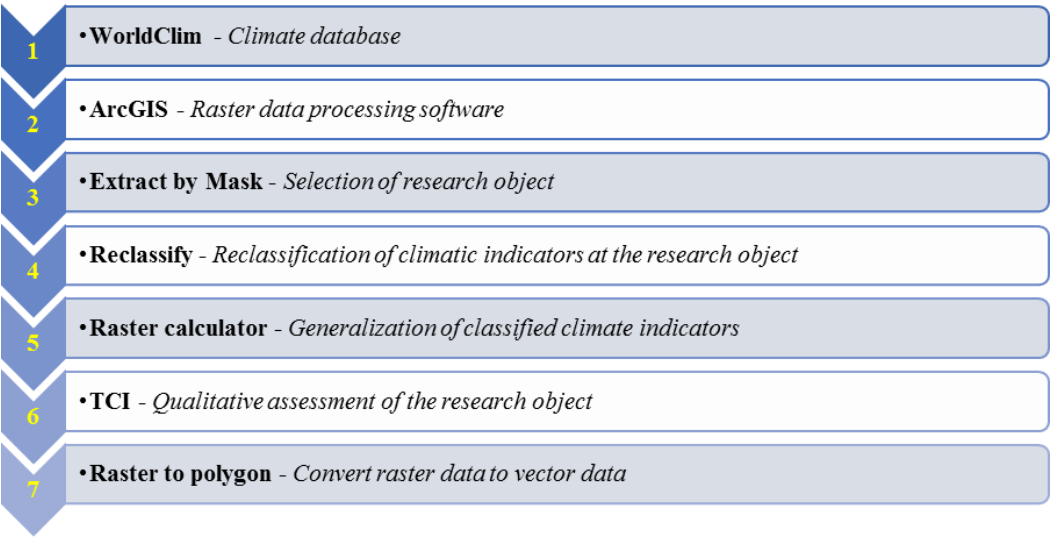 1
•WorldClim - Climate database
2
•ArcGIS - Raster data processing software
3
•Extract by Mask - Selection of research object
4
•Reclassify - Reclassification of climatic indicators at the research object
5
•Raster calculator - Generalization of classified climate indicators
6
•TCI - Qualitative assessment of the research object
7
•Raster to polygon - Convert raster data to vector data